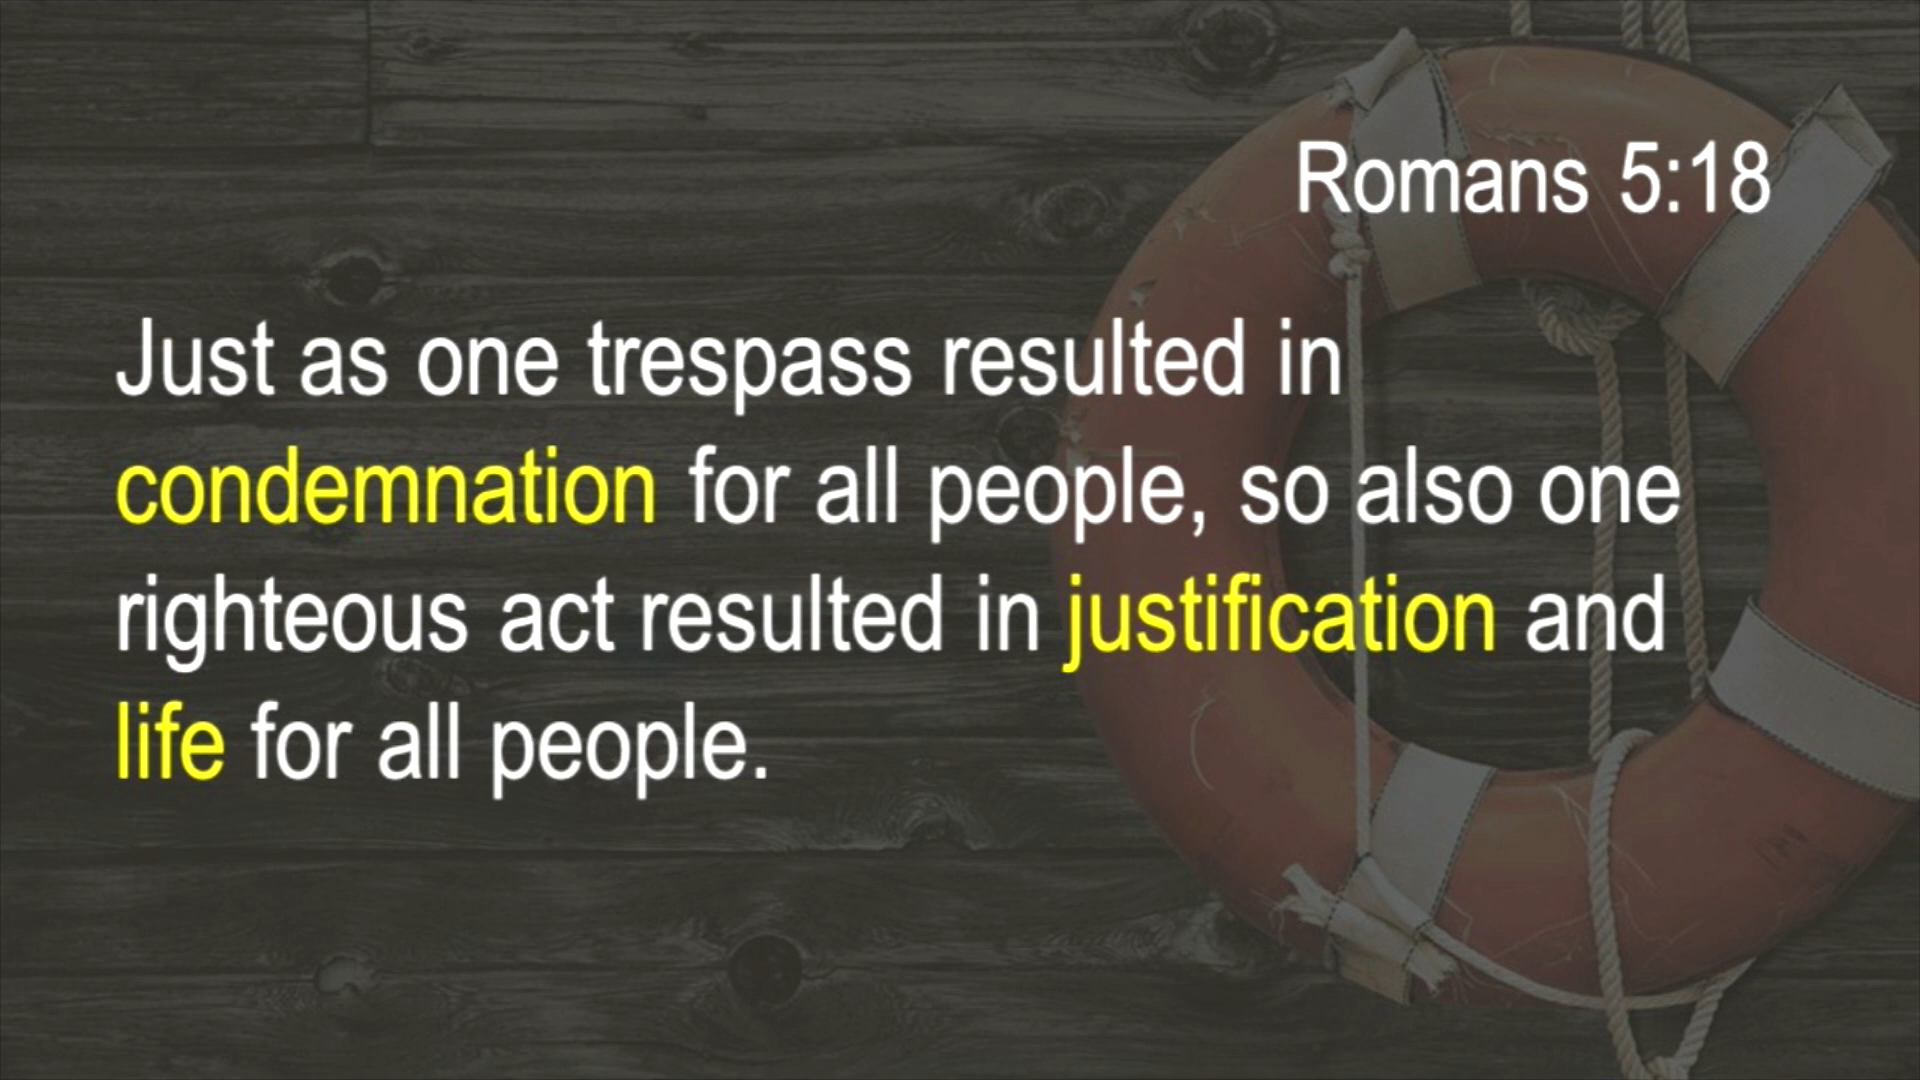 Romans 5:18
Just as one trespass resulted in
condemnation for all people, so also one
righteous act resulted in justification and
life for all people.